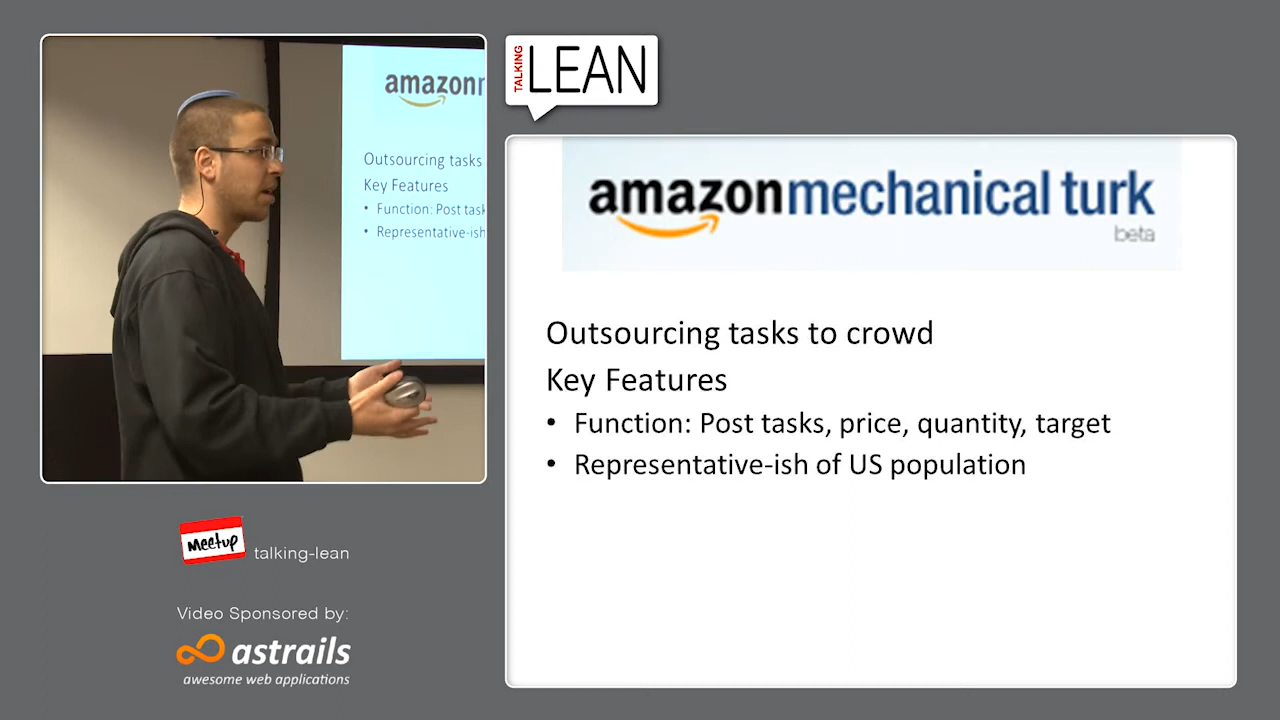 amazon
Outsourcing tasks
Key Features
• Function: Post task
• Representative-ish
TALKING
LEAN
amazonmechanical turk
beta
Outsourcing tasks to crowd
Key Features
• Function: Post tasks, price, quantity, target
• Representative-ish of US population
meetup
talking-lean
Video Sponsored by:
astrails
awesome web applications